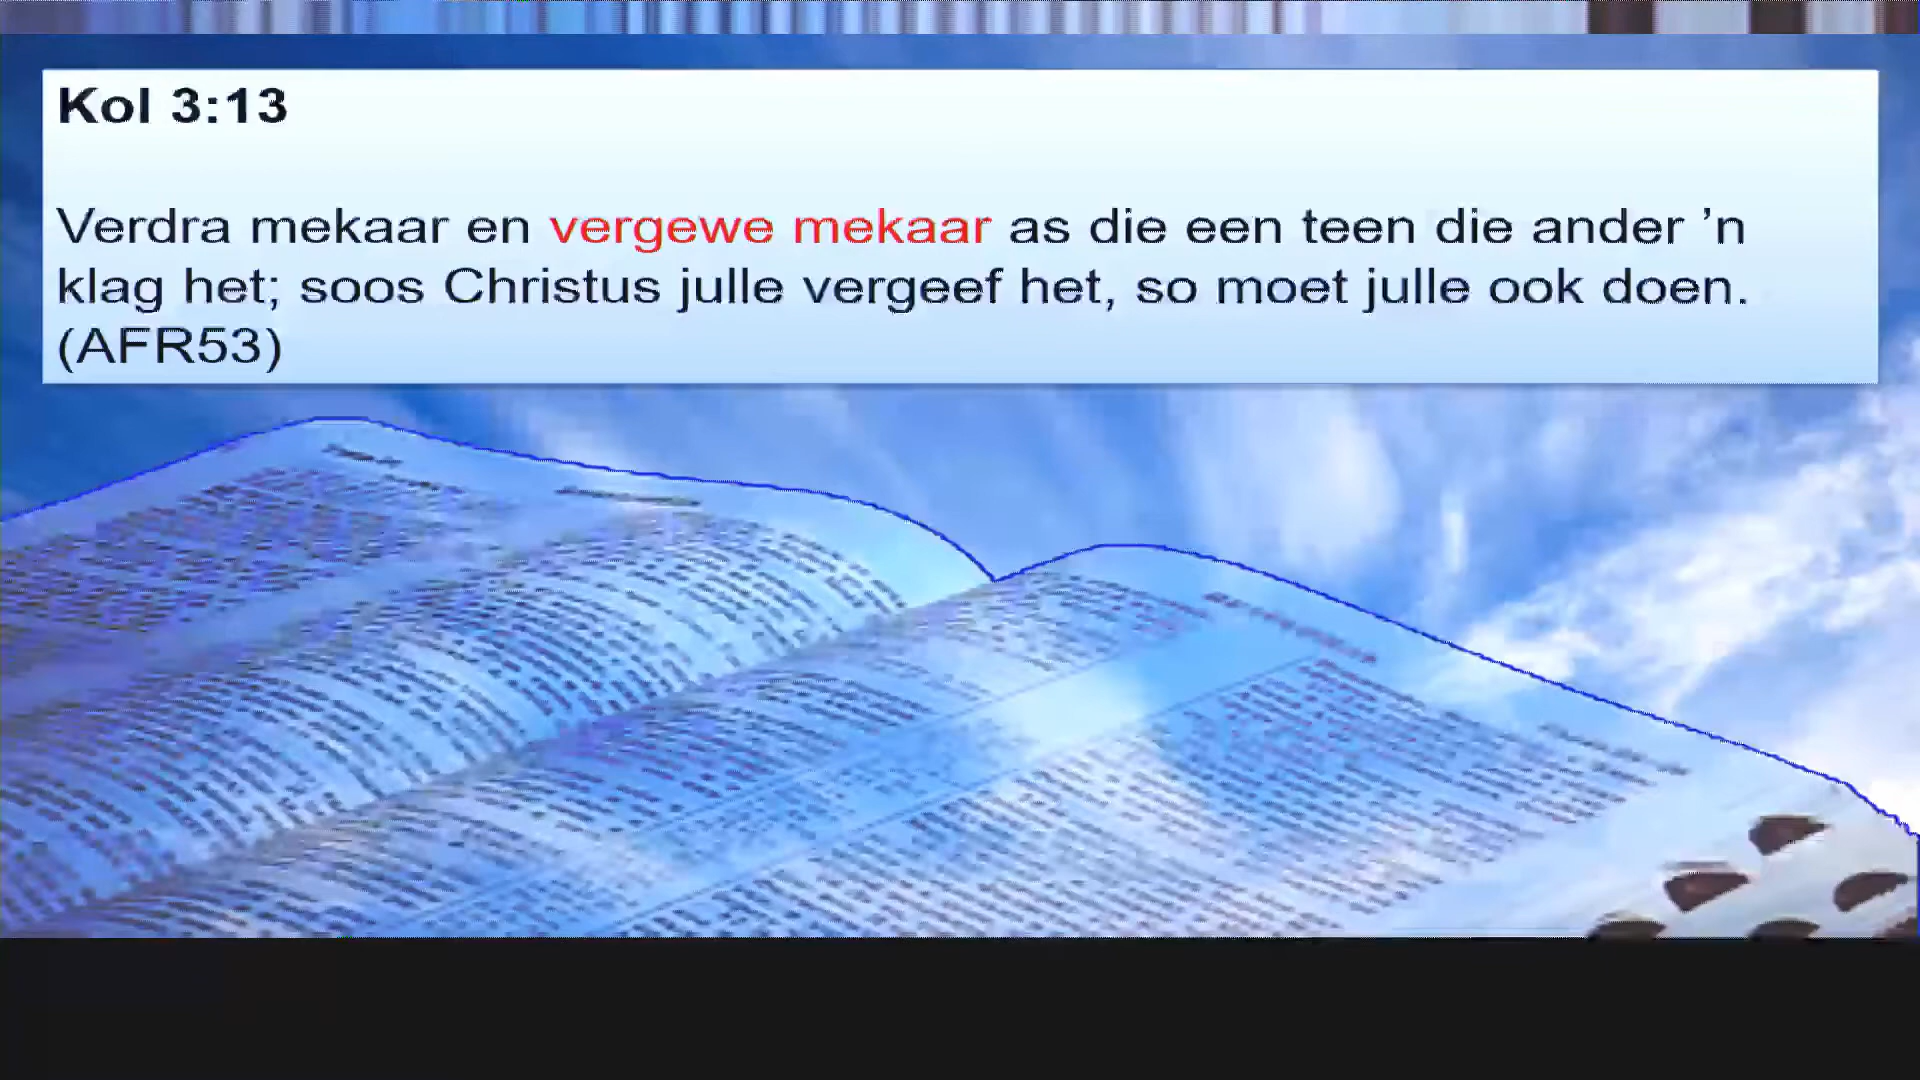 Kol 3:13
Verdra mekaar en vergewe mekaar as die een teen die ander ’n
klag het; soos Christus julle vergeef het, so moet julle ook doen.
(AFR53)